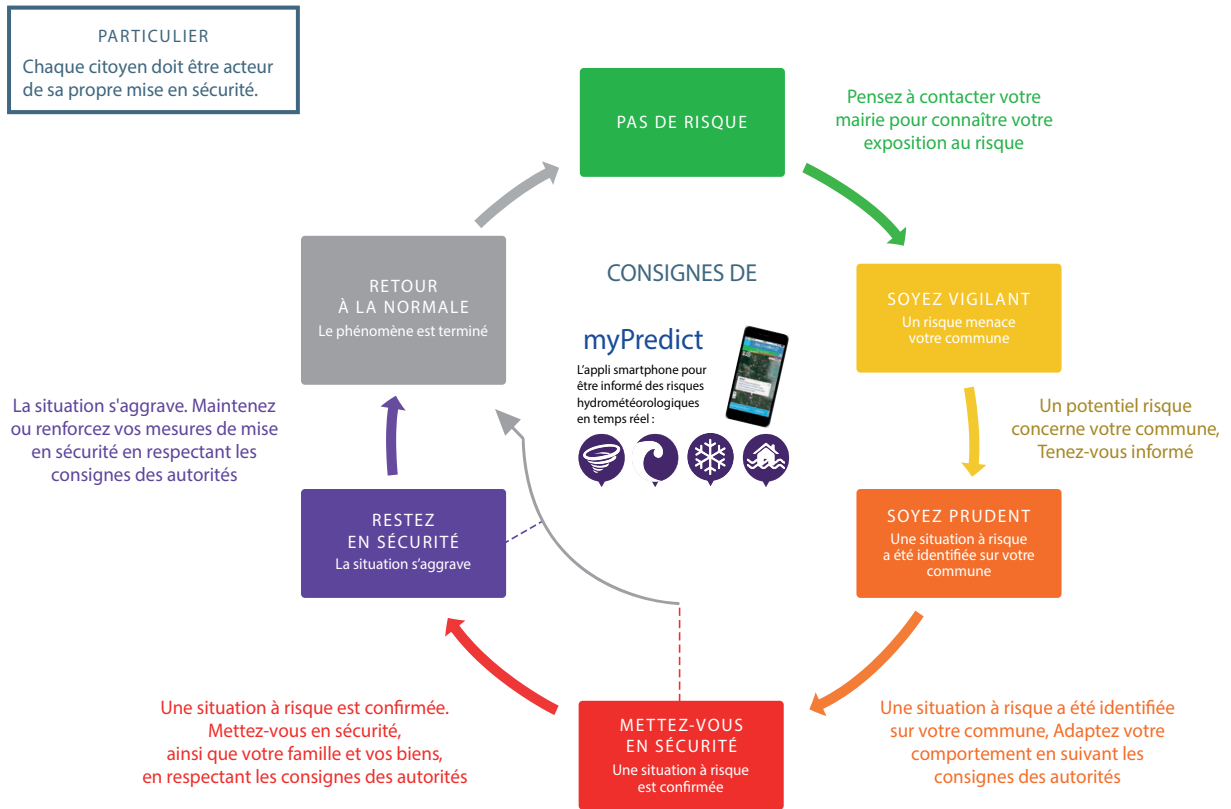 PARTICULIER
Chaque citoyen doit être acteur
de sa propre mise en sécurité.
PAS DE RISQUE
Pensez à contacter votre
mairie pour connaître votre
exposition au risque
SOYEZ VIGILANT
Un risque menace
votre commune
Un potentiel risque
concerne votre commune,
Tenez-vous informé
SOYEZ PRUDENT
Une situation à risque
a été identifiée sur votre
commune
Une situation à risque a été identifiée
sur votre commune, Adaptez votre
comportement en suivant les
consignes des autorités
METTEZ-VOUS
EN SÉCURITÉ
Une situation à risque
est confirmée
Une situation à risque est confirmée.
Mettez-vous en sécurité,
ainsi que votre famille et vos biens,
en respectant les consignes des autorités
RESTEZ
EN SÉCURITÉ
La situation s’aggrave
La situation s'aggrave. Maintenez
ou renforcez vos mesures de mise
en sécurité en respectant les
consignes des autorités
RETOUR
À LA NORMALE
Le phénomène est terminé
CONSIGNES DE
myPredict
L’appli smartphone pour
être informé des risques
hydrométéorologiques
en temps réel :